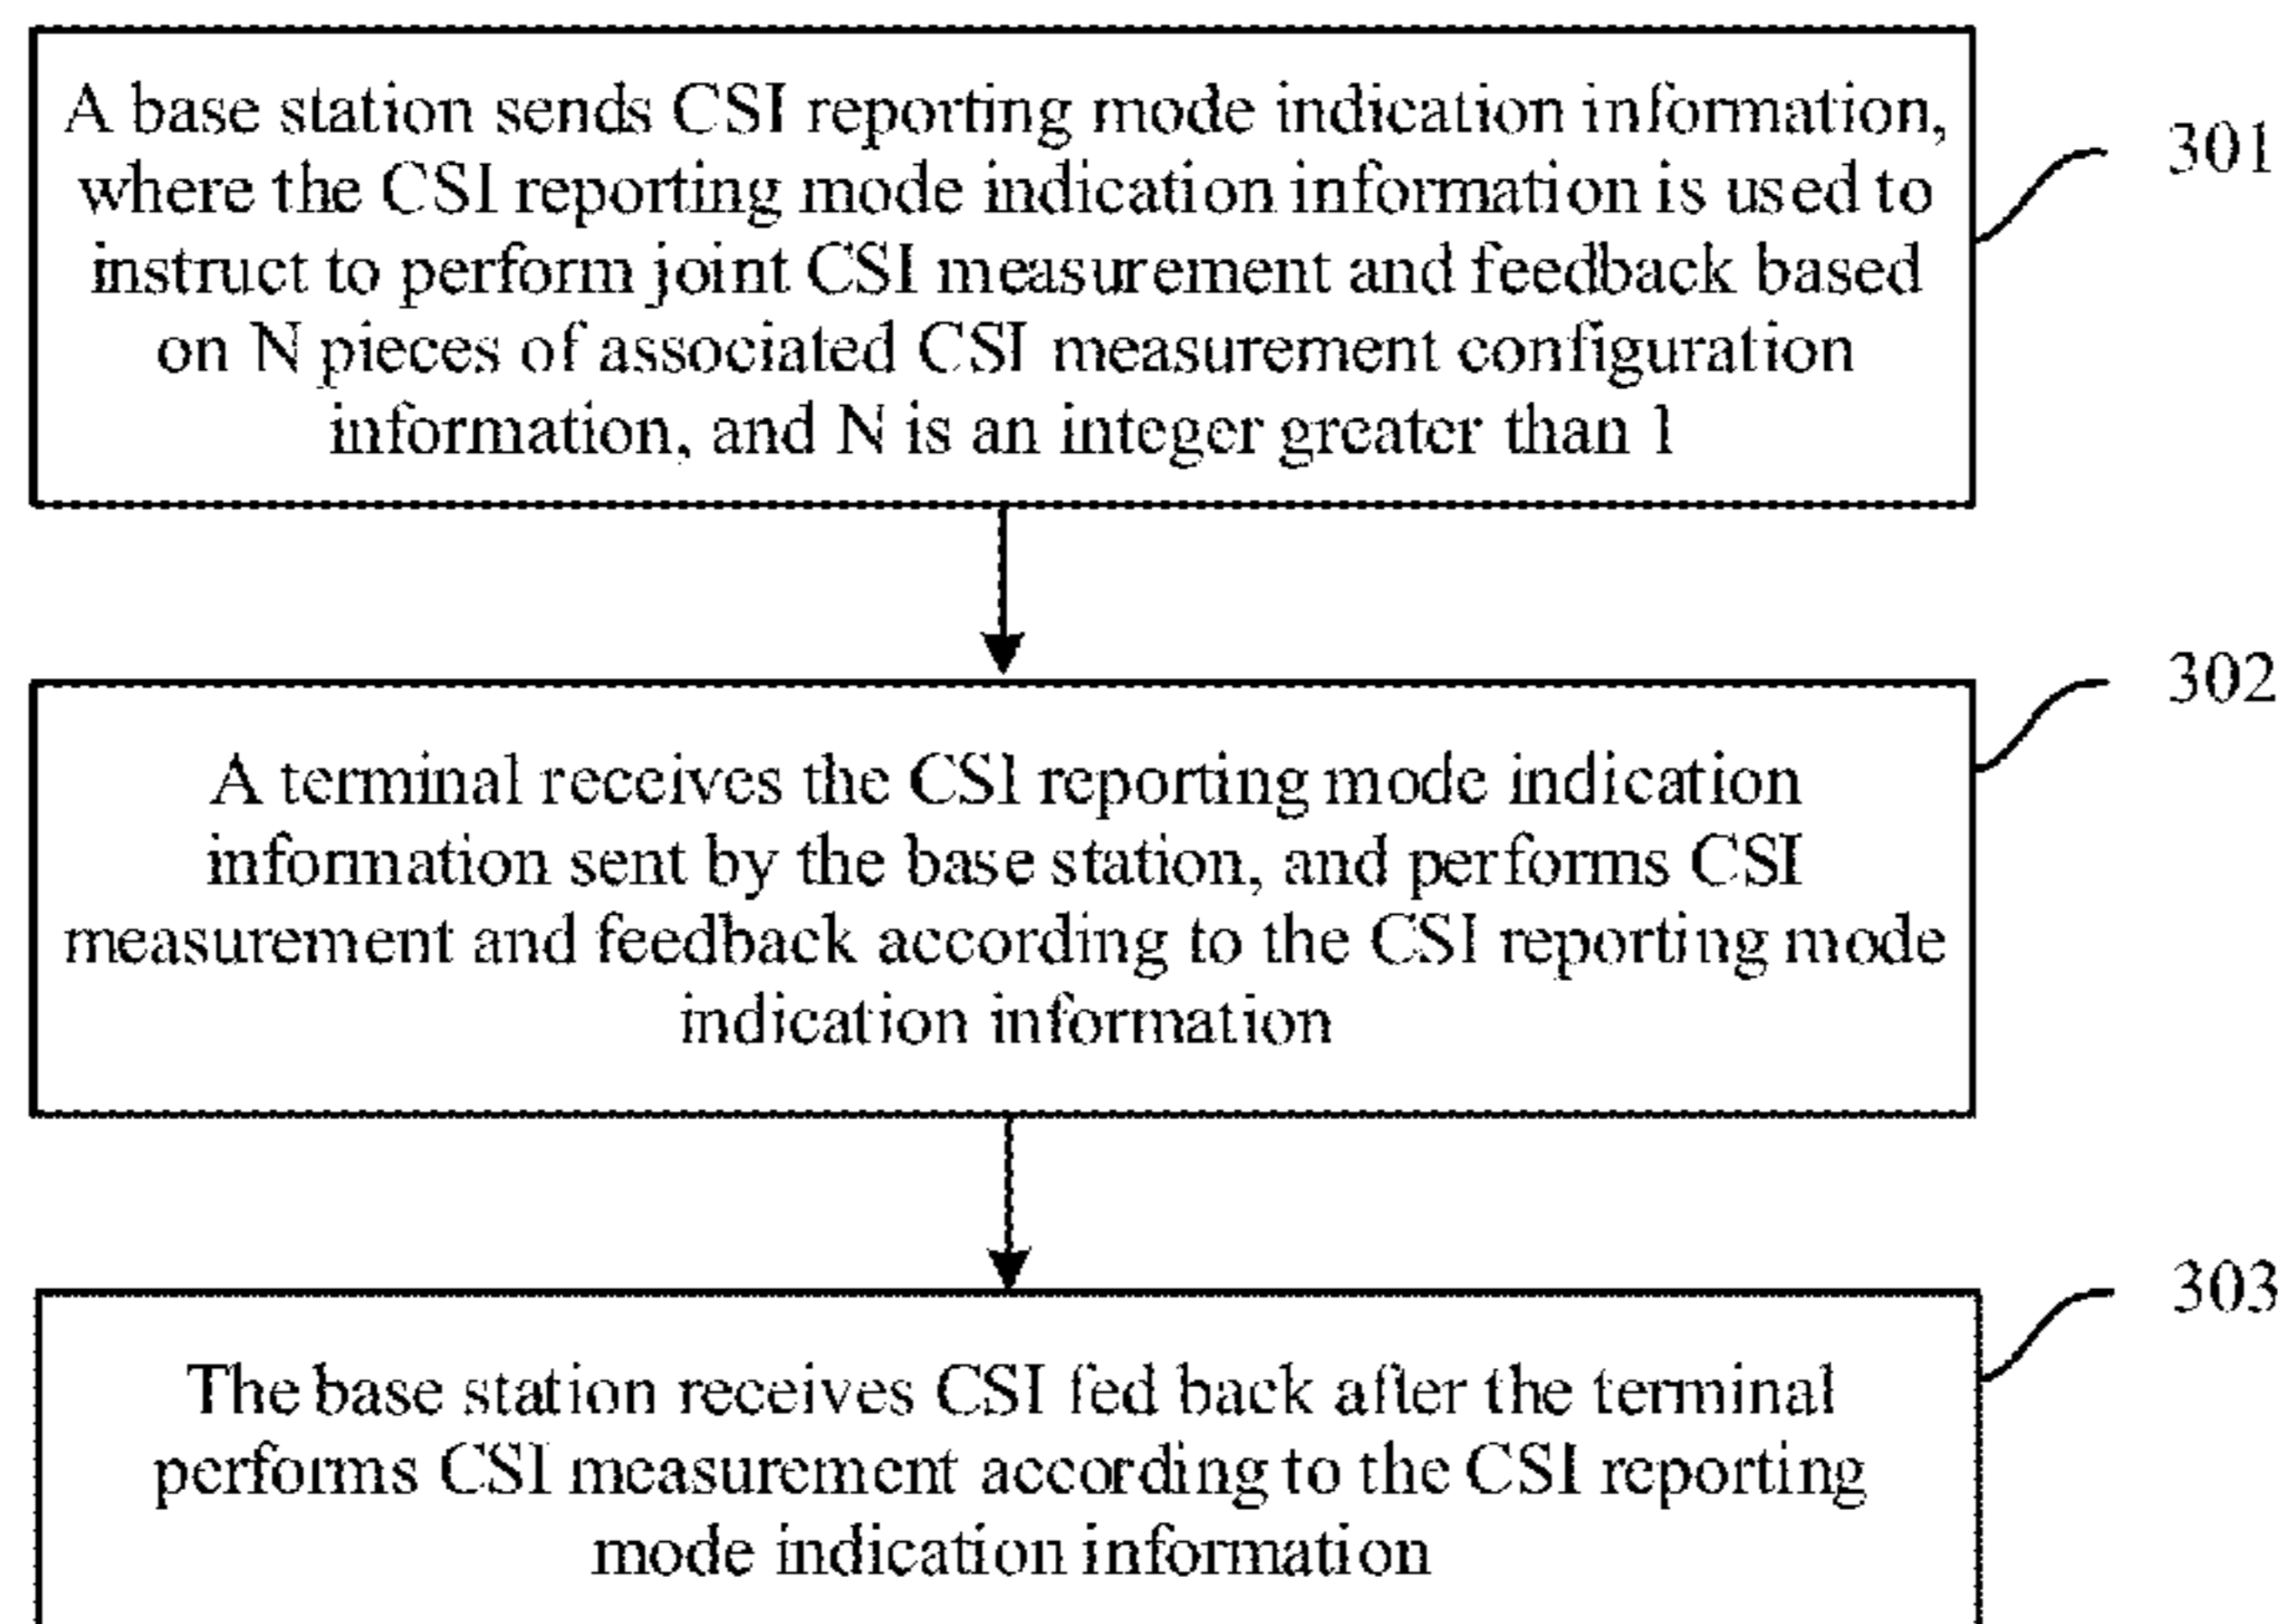 A base station sends CSI reporting mode indication information,
where the CSI reporting mode indication information is used to
instruct to perform joint CSI measurement and feedback based
on N pieces of associated CSI measurement configuration
information, and N is an integer greater than 1
301
A terminal receives the CSI reporting mode indication
information sent by the base station, and performs CSI
measurement and feedback according to the CSI reporting mode
indication information
302
The base station receives CSI fed back after the terminal
performs CSI measurement according to the CSI reporting
mode indication information
303